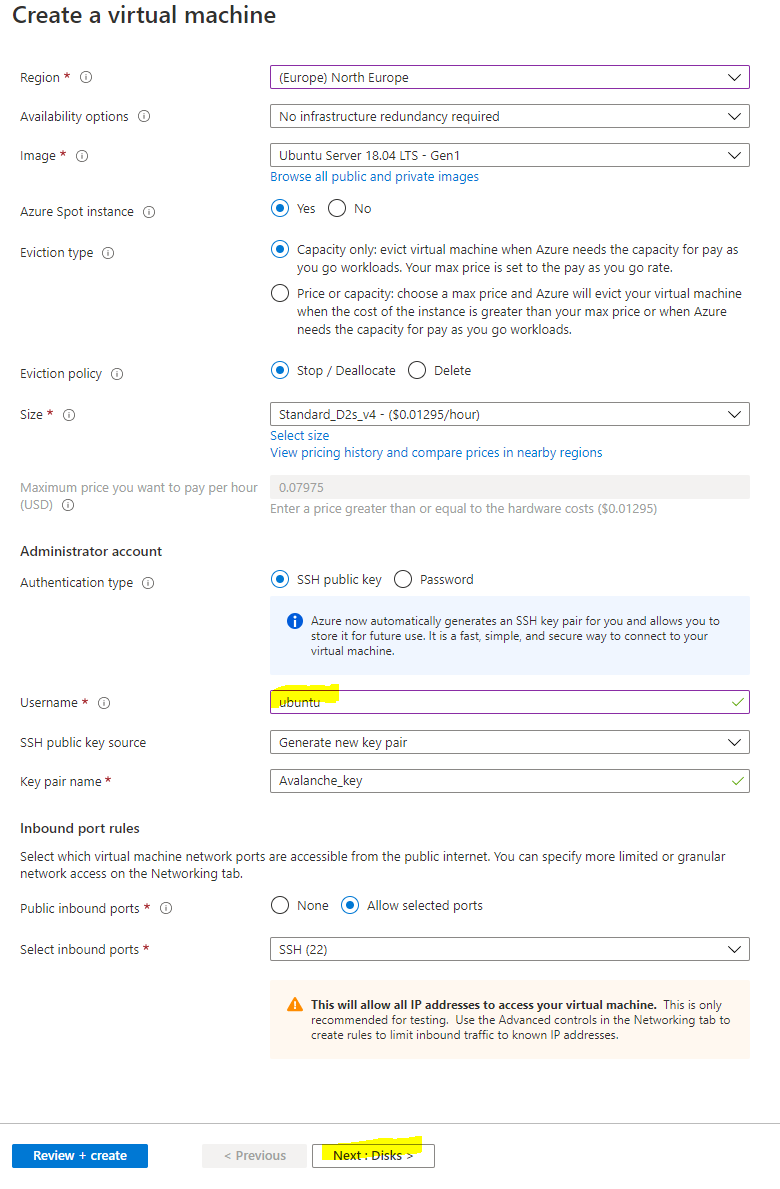 Create a virtual machine
Region *
(Europe) North Europe
Availability options
No infrastructure redundancy required
Image *
Ubuntu Server 18.04 LTS - Gen1
Browse all public and private images
Azure Spot instance
Yes No
Eviction type
Capacity only: evict virtual machine when Azure needs the capacity for pay as
you go workloads. Your max price is set to the pay as you go rate.
Price or capacity: choose a max price and Azure will evict your virtual machine
when the cost of the instance is greater than your max price or when Azure
needs the capacity for pay as you go workloads.
Eviction policy
Stop / Deallocate Delete
Size *
Standard_D2s_v4 - ($0.01295/hour)
Select size
View pricing history and compare prices in nearby regions
Maximum price you want to pay per hour
(USD)
0.07975
Enter a price greater than or equal to the hardware costs ($0.01295)
Administrator account
Authentication type
SSH public key Password
Azure now automatically generates an SSH key pair for you and allows you to
store it for future use. It is a fast, simple, and secure way to connect to your
virtual machine.
Username *
ubuntu
SSH public key source
Generate new key pair
Key pair name *
Avalanche_key
Inbound port rules
Select which virtual machine network ports are accessible from the public internet. You can specify more limited or granular
network access on the Networking tab.
Public inbound ports *
None Allow selected ports
Select inbound ports *
SSH (22)
This will allow all IP addresses to access your virtual machine. This is only
recommended for testing. Use the Advanced controls in the Networking tab to
create rules to limit inbound traffic to known IP addresses.
Review + create
< Previous
Next : Disks >